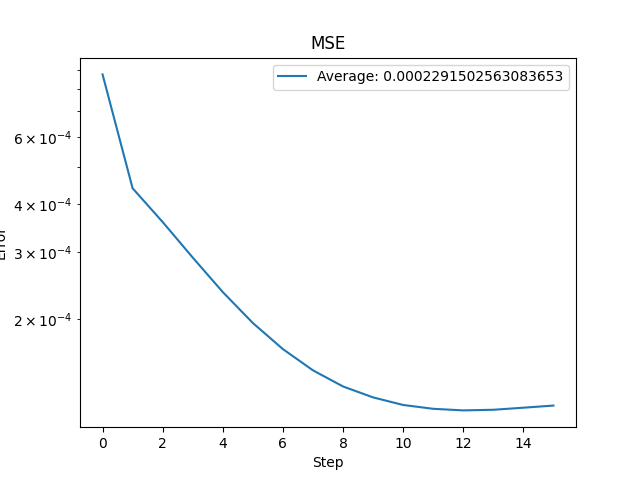 MSE
Average: 0.0002291502563083653
6 × 10⁻⁴
4 × 10⁻⁴
3 × 10⁻⁴
2 × 10⁻⁴
Error
0 2 4 6 8 10 12 14
Step